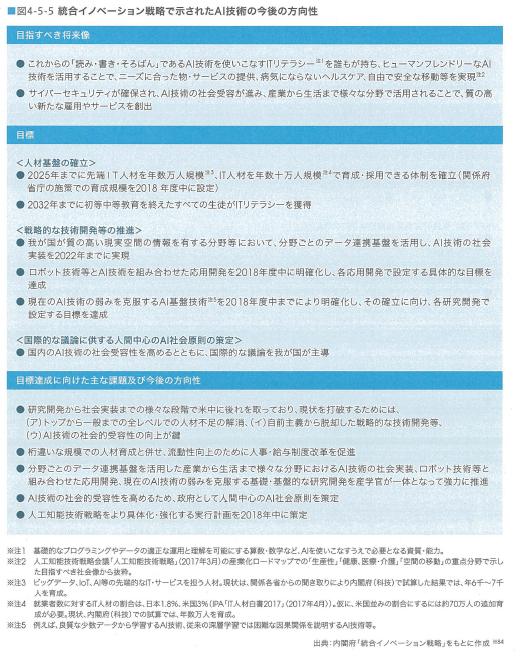 ■図4-5-5 統合イノベーション戦略で示されたAI技術の今後の方向性
目指すべき将来像
● これからの「読み・書き・そろばん」であるAI技術を使いこなすITリテラシー※1を誰もが持ち、ヒューマンフレンドリーなAI
技術を活用することで、ニーズに合った物・サービスの提供、病気にならないヘルスケア、自由で安全な移動等を実現※2
● サイバーセキュリティが確保され、AI技術の社会受容が進み、産業から生活まで様々な分野で活用されることで、質の高
い新たな雇用やサービスを創出
目標
＜人材基盤の確立＞
● 2025年までに先端IT人材を年数万人規模※3、IT人材を年数十万人規模※4で育成・採用できる体制を確立（関係府
省庁の施策での育成規模を2018 年度中に設定）
● 2032年までに初等中等教育を終えたすべての生徒がITリテラシーを獲得
＜戦略的な技術開発等の推進＞
● 我が国が質の高い現実空間の情報を有する分野等において、分野ごとのデータ連携基盤を活用し、AI技術の社会
実装を2022年までに実現
● ロボット技術等とAI技術を組み合わせた応用開発を2018年度中に明確化し、各応用開発で設定する具体的な目標を
達成
● 現在のAI技術の弱みを克服するAI基盤技術※5を2018年度中までにより明確化し、その確立に向け、各研究開発で
設定する目標を達成
＜国際的な議論に供する人間中心のAI社会原則の策定＞
● 国内のAI技術の社会受容性を高めるとともに、国際的な議論を我が国が主導
目標達成に向けた主な課題及び今後の方向性
● 研究開発から社会実装までの様々な段階で米中に後れを取っており、現状を打破するためには、
（ア）トップから一般までの全レベルでの人材不足の解消、（イ）自前主義から脱却した戦略的な技術開発等、
（ウ）AI技術の社会的受容性の向上が鍵
● 桁違いな規模での人材育成と併せ、流動性向上のために人事・給与制度改革を促進
● 分野ごとのデータ連携基盤を活用した産業から生活まで様々な分野におけるAI技術の社会実装、ロボット技術等と
組み合わせた応用開発、現在のAI技術の弱みを克服する基礎・基盤的な研究開発を産学官が一体となって強力に推進
● AI技術の社会的受容性を高めるため、政府として人間中心のAI社会原則を策定
● 人工知能技術戦略をより具体化・強化する実行計画を2018年中に策定
※注1 基礎的なプログラミングやデータの適正な運用と理解を可能にする算数・数学など、AIを使いこなすうえで必要となる資質・能力。
※注2 人工知能技術戦略会議「人工知能技術戦略」（2017年3月）の産業化ロードマップでの「生産性」「健康、医療・介護」「空間の移動」の重点分野で示し
た目指すべき社会像から抜粋。
※注3 ビッグデータ、IoT、AI等の先端的なIT・サービスを担う人材。現状は、関係各省からの聞き取りにより内閣府（科技）で試算した結果では、年6千～7千
人を育成。
※注4 就業者数に対するIT人材の割合は、日本1.8%、米国3%（IPA「IT人材白書2017」（2017年4月））。仮に、米国並みの割合にするには約70万人の追加育
成が必要。現状、内閣府（科技）での試算では、年数万人を育成。
※注5 例えば、良質な少数データから学習するAI技術、従来の深層学習では困難な因果関係を説明するAI技術等。
出典：内閣府「統合イノベーション戦略」をもとに作成 ※84